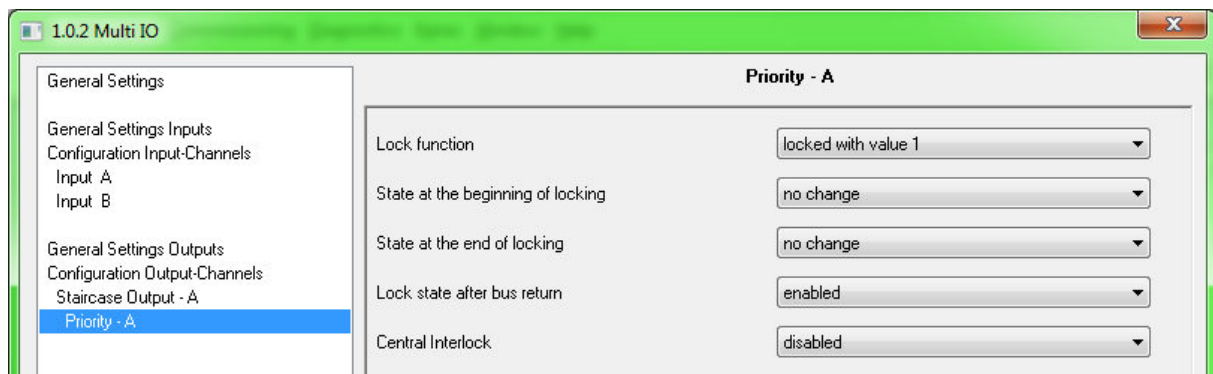 1.0.2 Multi IO
General Settings
General Settings Inputs
Configuration Input-Channels
Input A
Input B
General Settings Outputs
Configuration Output-Channels
Staircase Output - A
Priority - A
Priority - A
Lock function locked with value 1
State at the beginning of locking no change
State at the end of locking no change
Lock state after bus return enabled
Central Interlock disabled